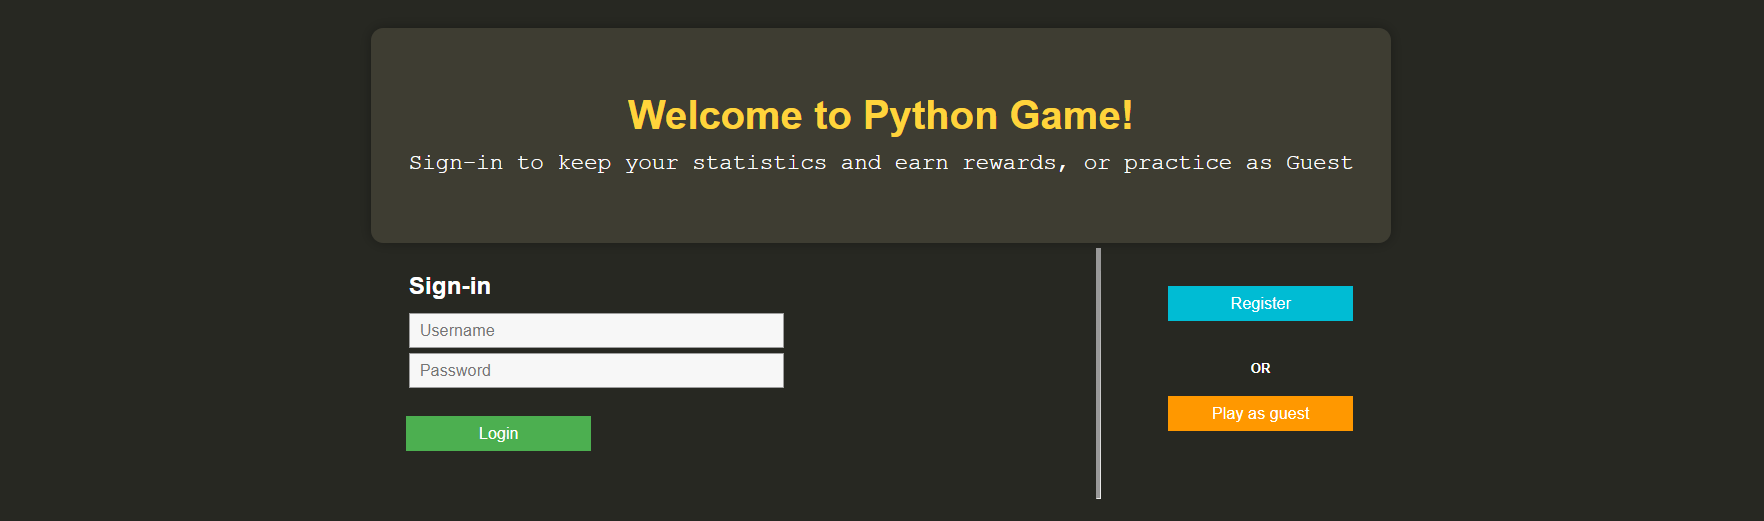 Welcome to Python Game!
Sign-in to keep your statistics and earn rewards, or practice as Guest
Sign-in
Username
Password
Login
Register
OR
Play as guest